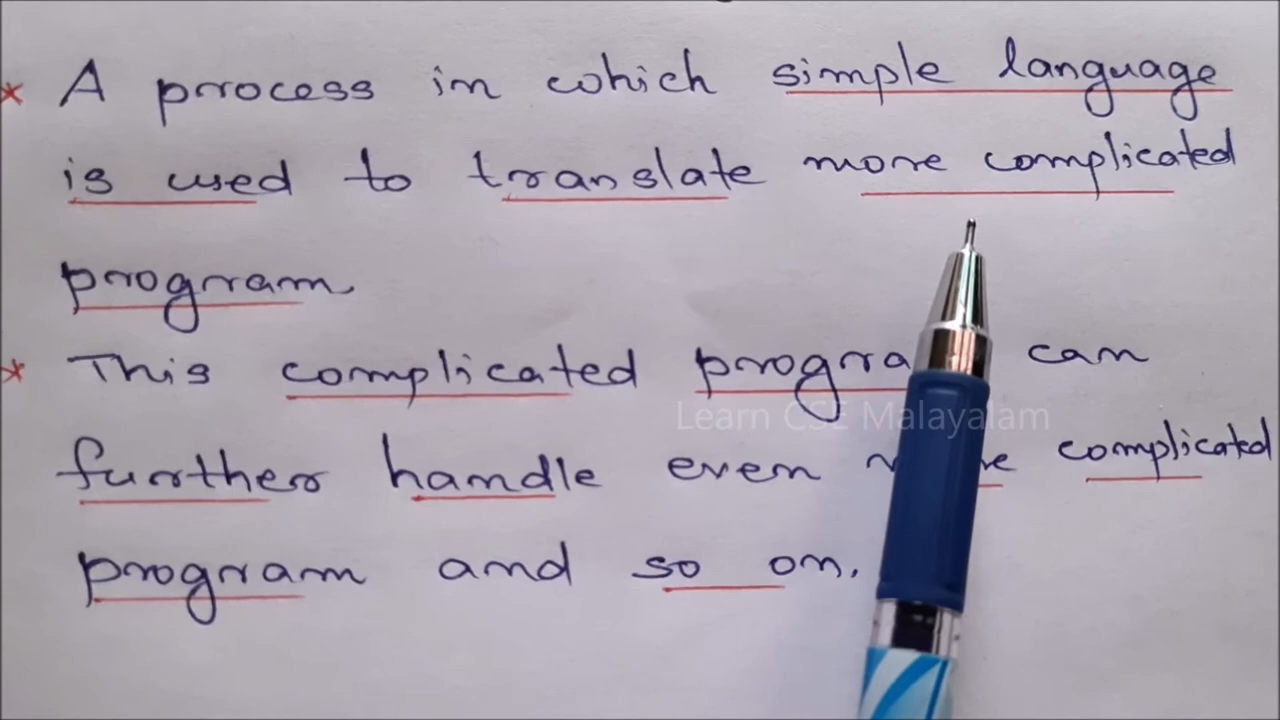 * A process in which simple language
is used to translate more complicated
program.
* This complicated program can
Learn CSE Malayalam
further handle even complicated
program and so on.